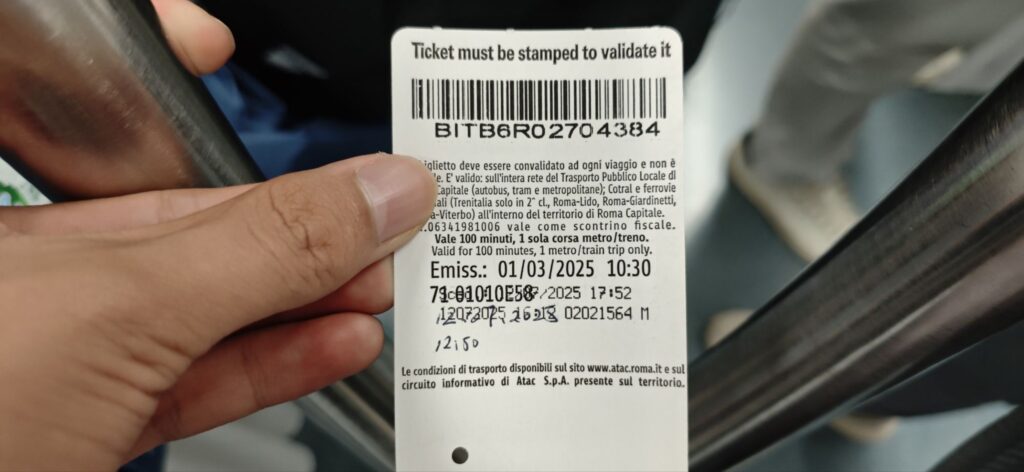 Ticket must be stamped to validate it
BITB6R02704384
iglietto deve essere convalidato ad ogni viaggio e non è
le. E' valido: sull'intera rete del Trasporto Pubblico Locale di
Capitale (autobus, tram e metropolitane); Cotral e ferrovie
ali (Trenitalia solo in 2^ cl., Roma-Lido, Roma-Giardinetti,
a-Viterbo) all'interno del territorio di Roma Capitale.
.06341981006 vale come scontrino fiscale.
Vale 100 minuti, 1 sola corsa metro/treno.
Valid for 100 minutes, 1 metro/train trip only.
Emiss.: 01/03/2025 10:30
71-01010E58 /2025 17:52
02021564 M
12:50
Le condizioni di trasporto disponibili sul sito www.atac.roma.it e sul
circuito informativo di Atac S.p.A. presente sul territorio.